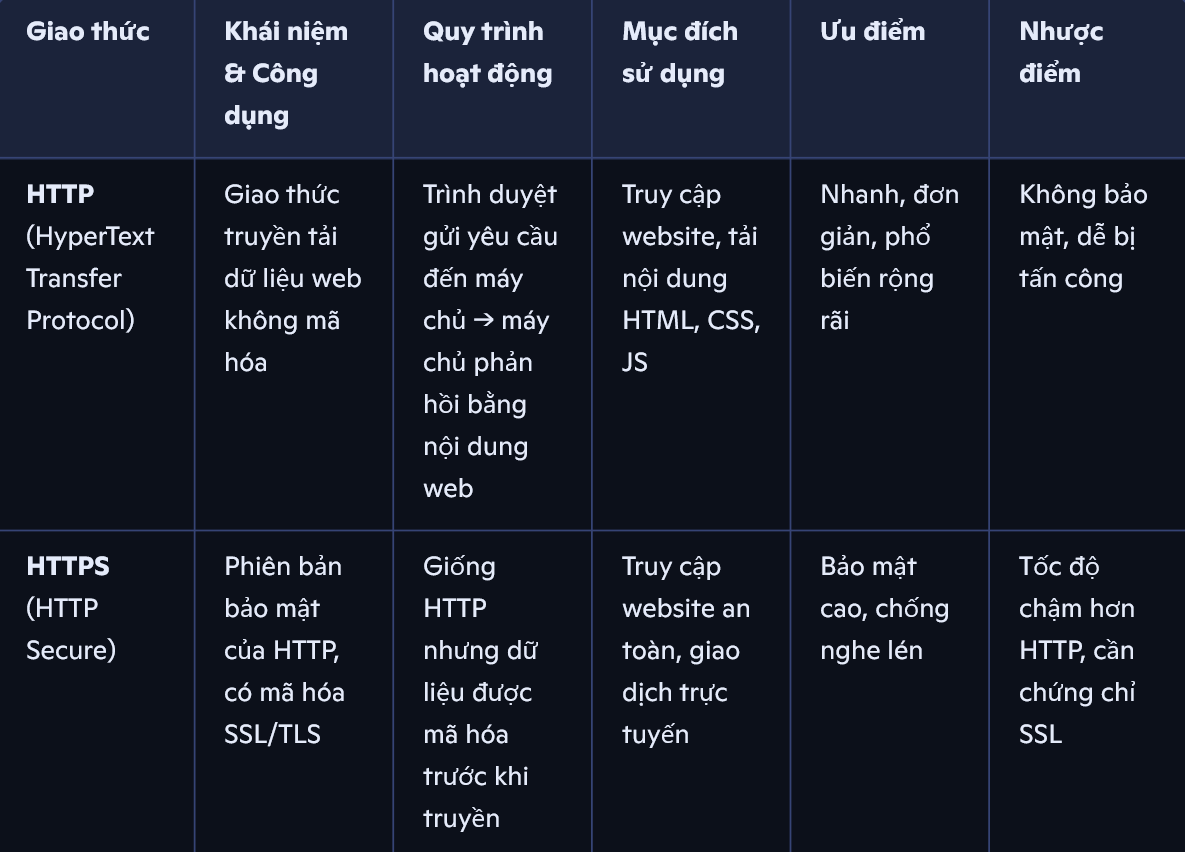 Giao thức
Khái niệm
& Công
dụng
Quy trình
hoạt động
Mục đích
sử dụng
Ưu điểm
Nhược
điểm
HTTP
(HyperText
Transfer
Protocol)
Giao thức
truyền tải
dữ liệu web
không mã
hóa
Trình duyệt
gửi yêu cầu
đến máy
chủ → máy
chủ phản
hồi bằng
nội dung
web
Truy cập
website, tải
nội dung
HTML, CSS,
JS
Nhanh, đơn
giản, phổ
biến rộng
rãi
Không bảo
mật, dễ bị
tấn công
HTTPS
(HTTP
Secure)
Phiên bản
bảo mật
của HTTP,
có mã hóa
SSL/TLS
Giống
HTTP
nhưng dữ
liệu được
mã hóa
trước khi
truyền
Truy cập
website an
toàn, giao
dịch trực
tuyến
Bảo mật
cao, chống
nghe lén
Tốc độ
chậm hơn
HTTP, cần
chứng chỉ
SSL